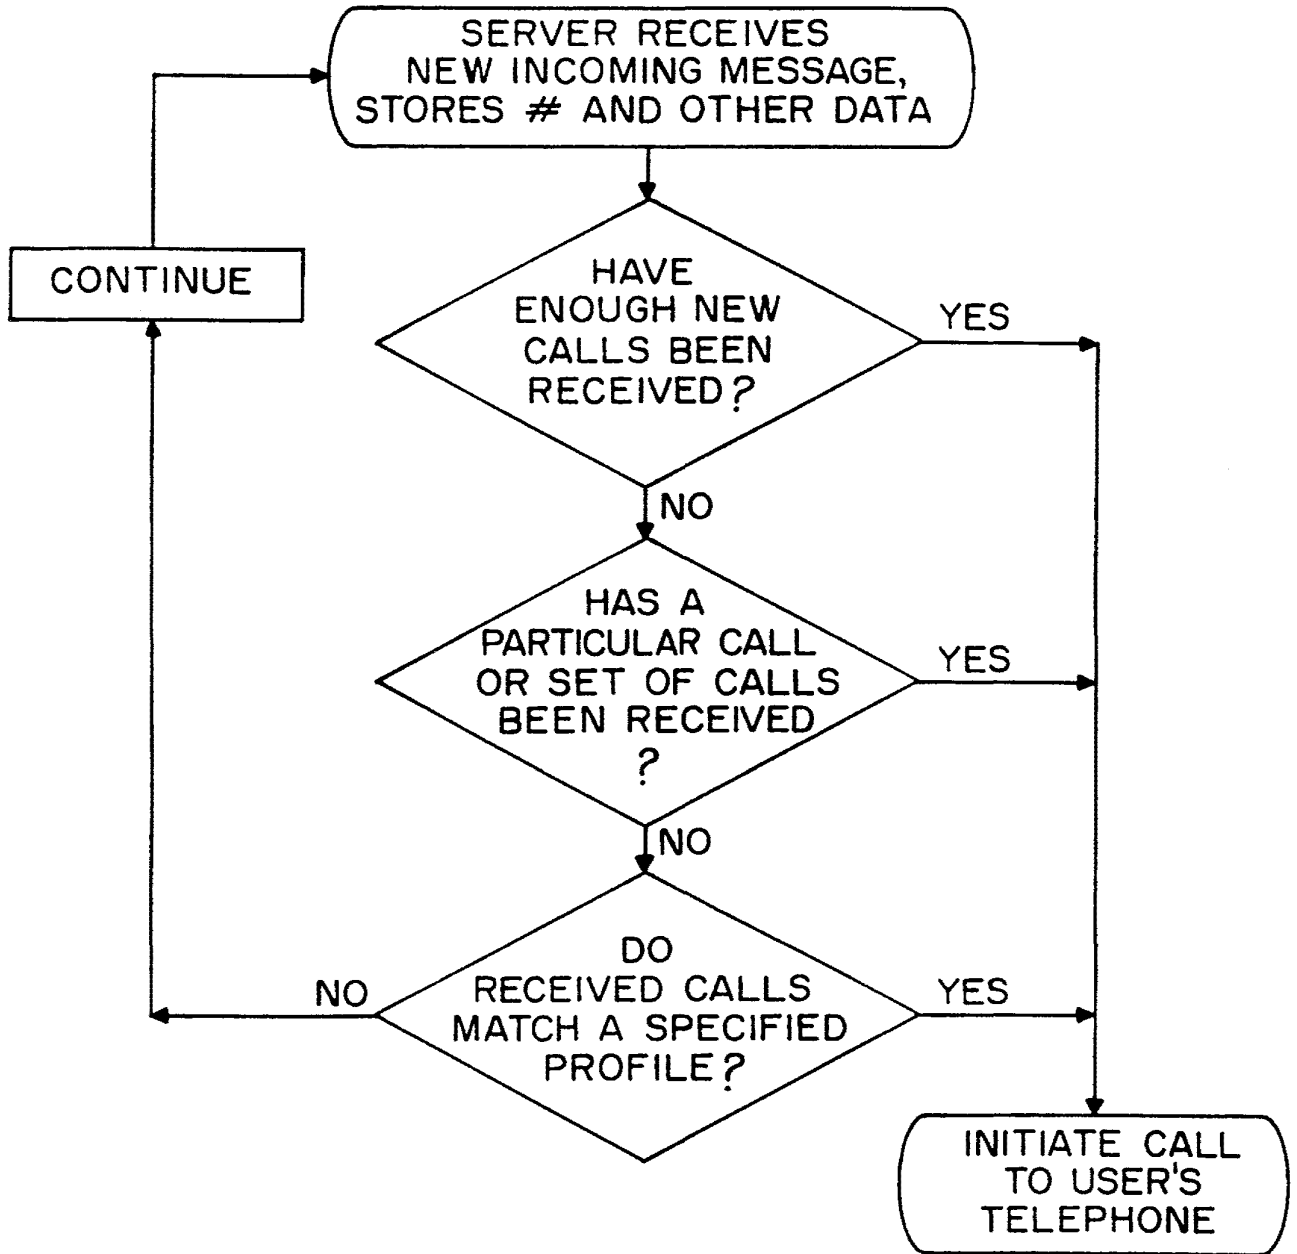 SERVER RECEIVES
NEW INCOMING MESSAGE,
STORES # AND OTHER DATA
CONTINUE
HAVE
ENOUGH NEW
CALLS BEEN
RECEIVED?
YES
NO
HAS A
PARTICULAR CALL
OR SET OF CALLS
BEEN RECEIVED
?
YES
NO
DO
RECEIVED CALLS
MATCH A SPECIFIED
PROFILE?
NO
YES
INITIATE CALL
TO USER'S
TELEPHONE